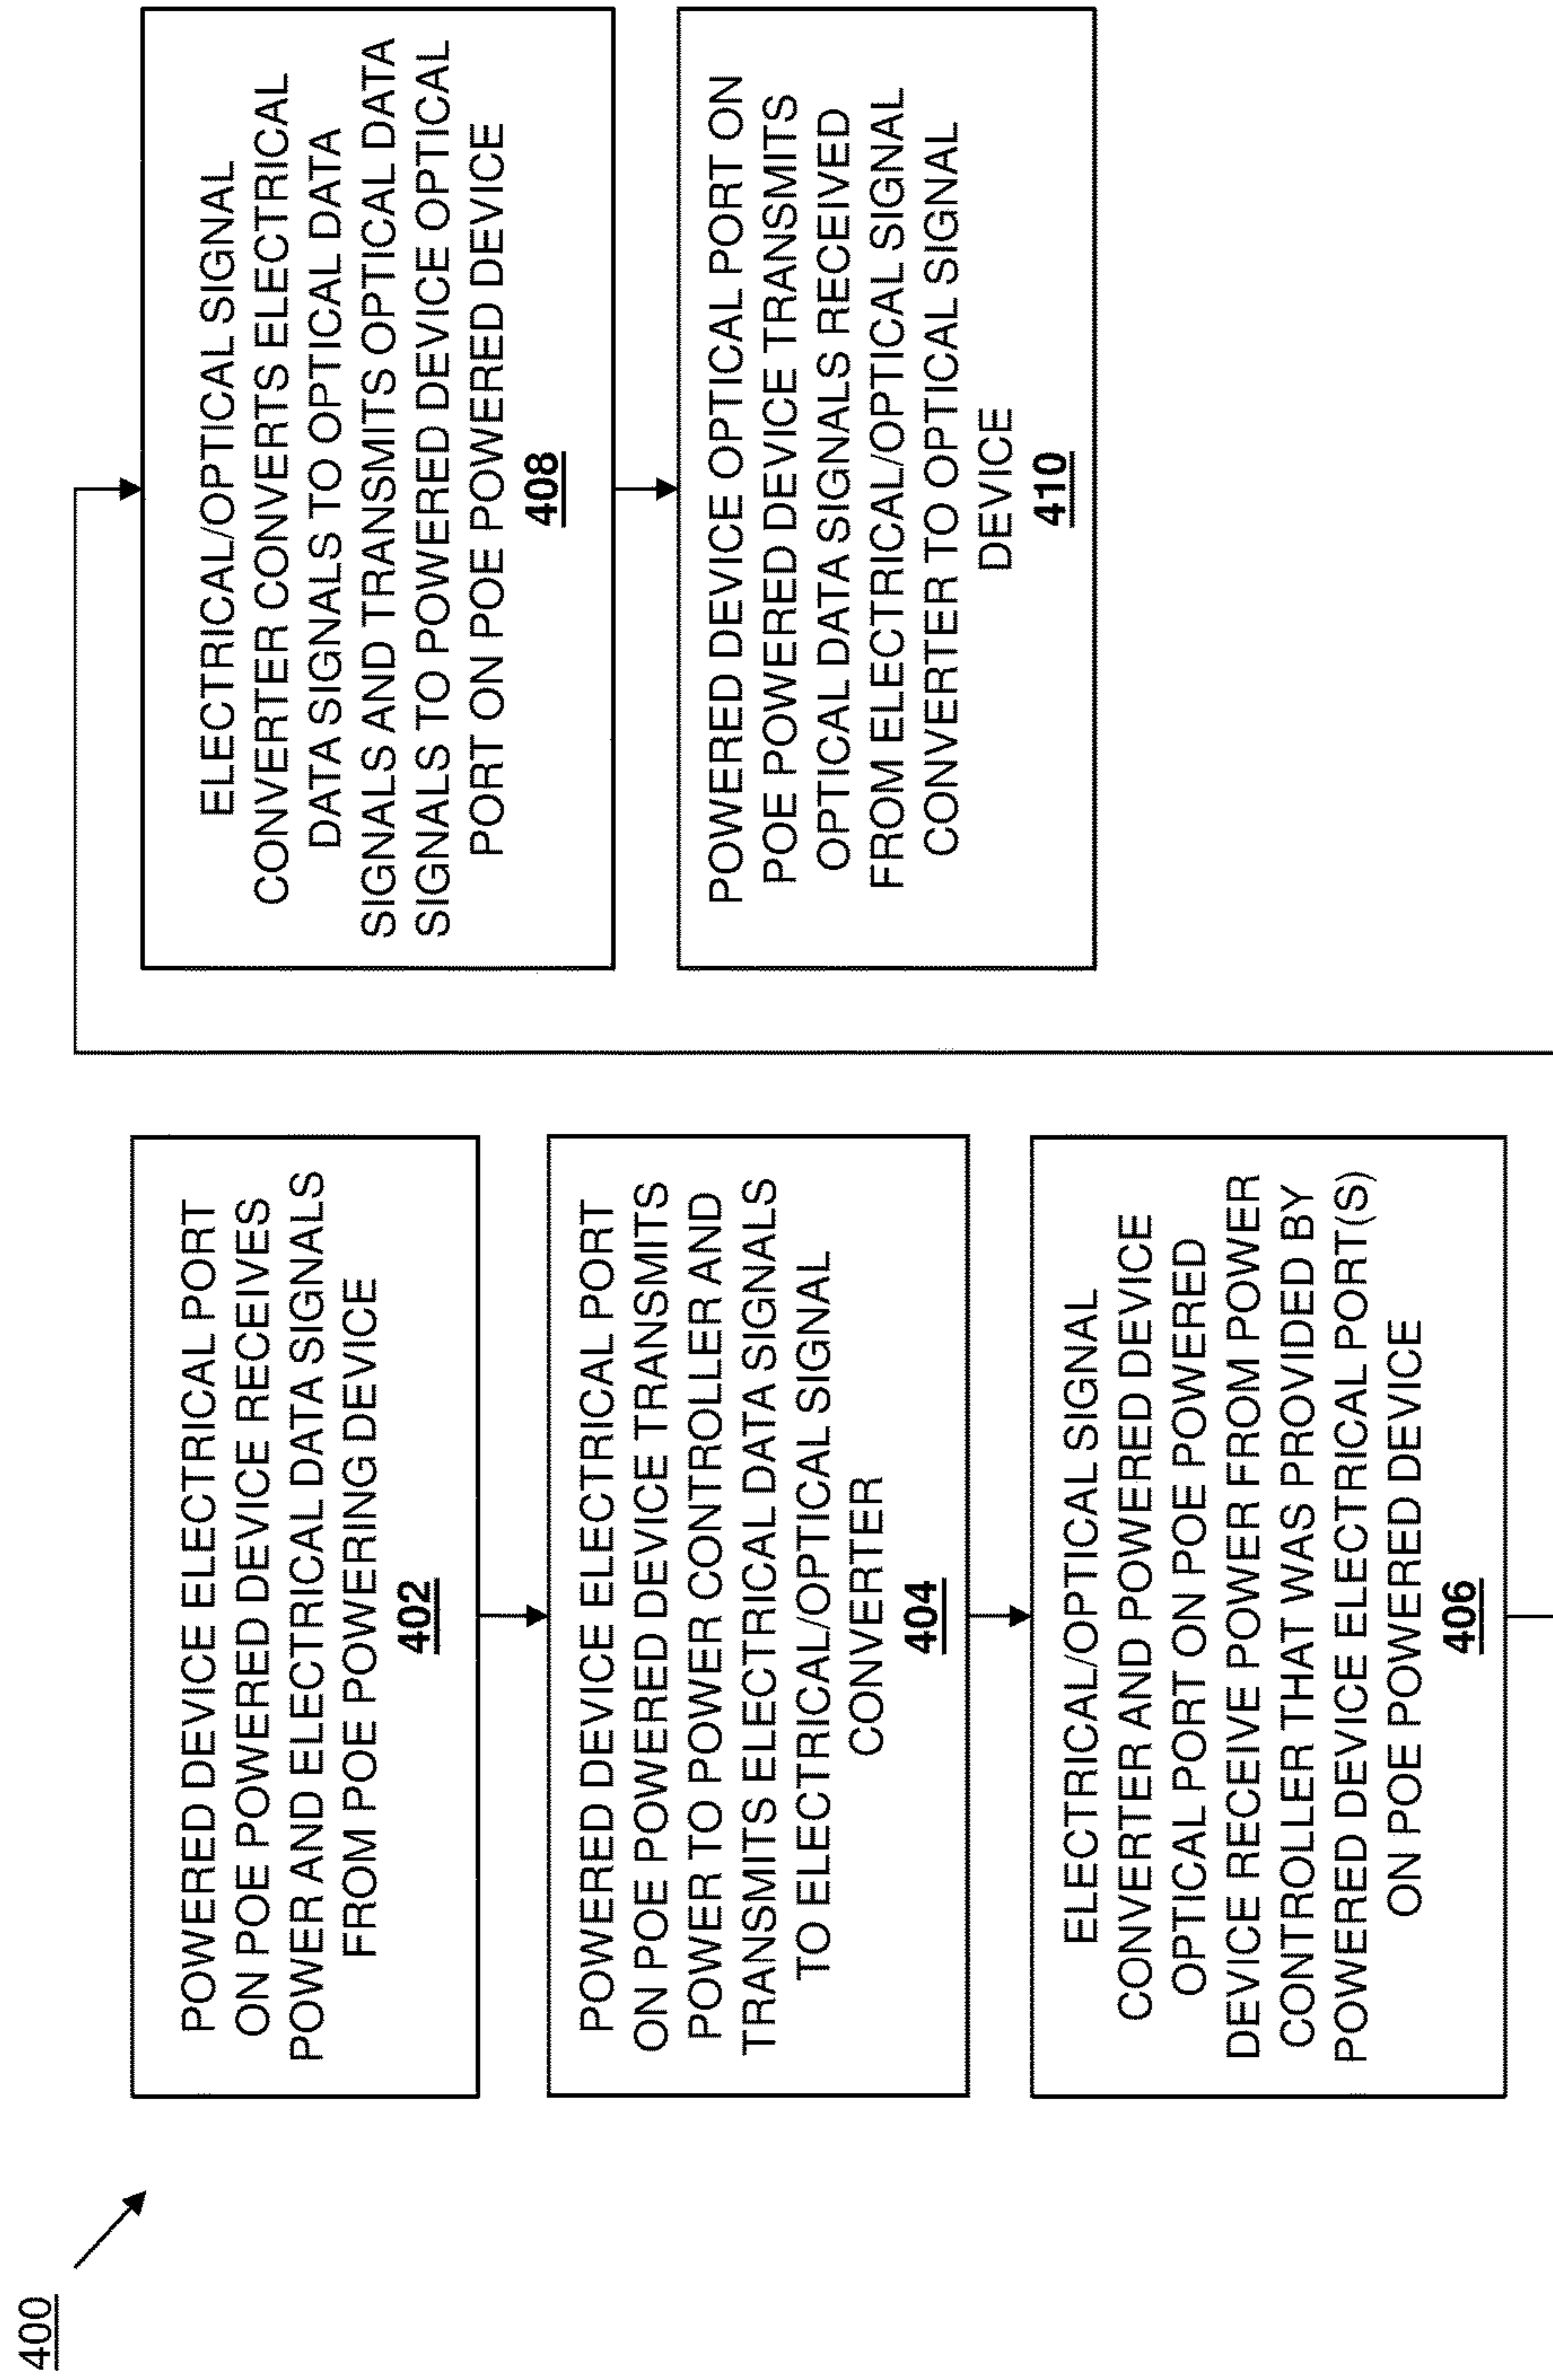 400
POWERED DEVICE ELECTRICAL PORT
ON POE POWERED DEVICE RECEIVES
POWER AND ELECTRICAL DATA SIGNALS
FROM POE POWERING DEVICE
402
POWERED DEVICE ELECTRICAL PORT
ON POE POWERED DEVICE TRANSMITS
POWER TO POWER CONTROLLER AND
TRANSMITS ELECTRICAL DATA SIGNALS
TO ELECTRICAL/OPTICAL SIGNAL
CONVERTER
404
ELECTRICAL/OPTICAL SIGNAL
CONVERTER AND POWERED DEVICE
OPTICAL PORT ON POE POWERED
DEVICE RECEIVE POWER FROM POWER
CONTROLLER THAT WAS PROVIDED BY
POWERED DEVICE ELECTRICAL PORT(S)
ON POE POWERED DEVICE
406
ELECTRICAL/OPTICAL SIGNAL
CONVERTER CONVERTS ELECTRICAL
DATA SIGNALS TO OPTICAL DATA
SIGNALS AND TRANSMITS OPTICAL DATA
SIGNALS TO POWERED DEVICE OPTICAL
PORT ON POE POWERED DEVICE
408
POWERED DEVICE OPTICAL PORT ON
POE POWERED DEVICE TRANSMITS
OPTICAL DATA SIGNALS RECEIVED
FROM ELECTRICAL/OPTICAL SIGNAL
CONVERTER TO OPTICAL SIGNAL
DEVICE
410